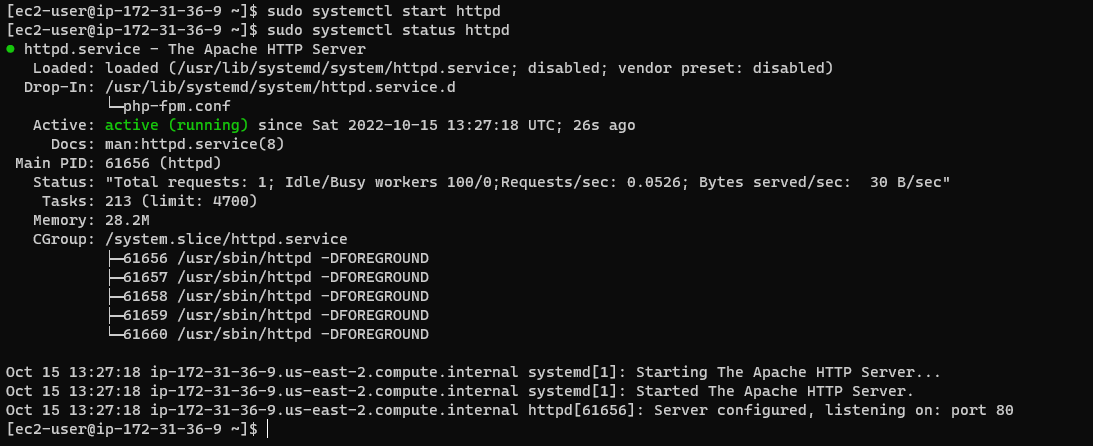 [ec2-user@ip-172-31-36-9 ~]$ sudo systemctl start httpd
[ec2-user@ip-172-31-36-9 ~]$ sudo systemctl status httpd
● httpd.service - The Apache HTTP Server
   Loaded: loaded (/usr/lib/systemd/system/httpd.service; disabled; vendor preset: disabled)
  Drop-In: /usr/lib/systemd/system/httpd.service.d
           └─php-fpm.conf
   Active: active (running) since Sat 2022-10-15 13:27:18 UTC; 26s ago
     Docs: man:httpd.service(8)
 Main PID: 61656 (httpd)
   Status: "Total requests: 1; Idle/Busy workers 100/0;Requests/sec: 0.0526; Bytes served/sec:  30 B/sec"
    Tasks: 213 (limit: 4700)
   Memory: 28.2M
   CGroup: /system.slice/httpd.service
           ├─61656 /usr/sbin/httpd -DFOREGROUND
           ├─61657 /usr/sbin/httpd -DFOREGROUND
           ├─61658 /usr/sbin/httpd -DFOREGROUND
           ├─61659 /usr/sbin/httpd -DFOREGROUND
           └─61660 /usr/sbin/httpd -DFOREGROUND

Oct 15 13:27:18 ip-172-31-36-9.us-east-2.compute.internal systemd[1]: Starting The Apache HTTP Server...
Oct 15 13:27:18 ip-172-31-36-9.us-east-2.compute.internal systemd[1]: Started The Apache HTTP Server.
Oct 15 13:27:18 ip-172-31-36-9.us-east-2.compute.internal httpd[61656]: Server configured, listening on: port 80
[ec2-user@ip-172-31-36-9 ~]$